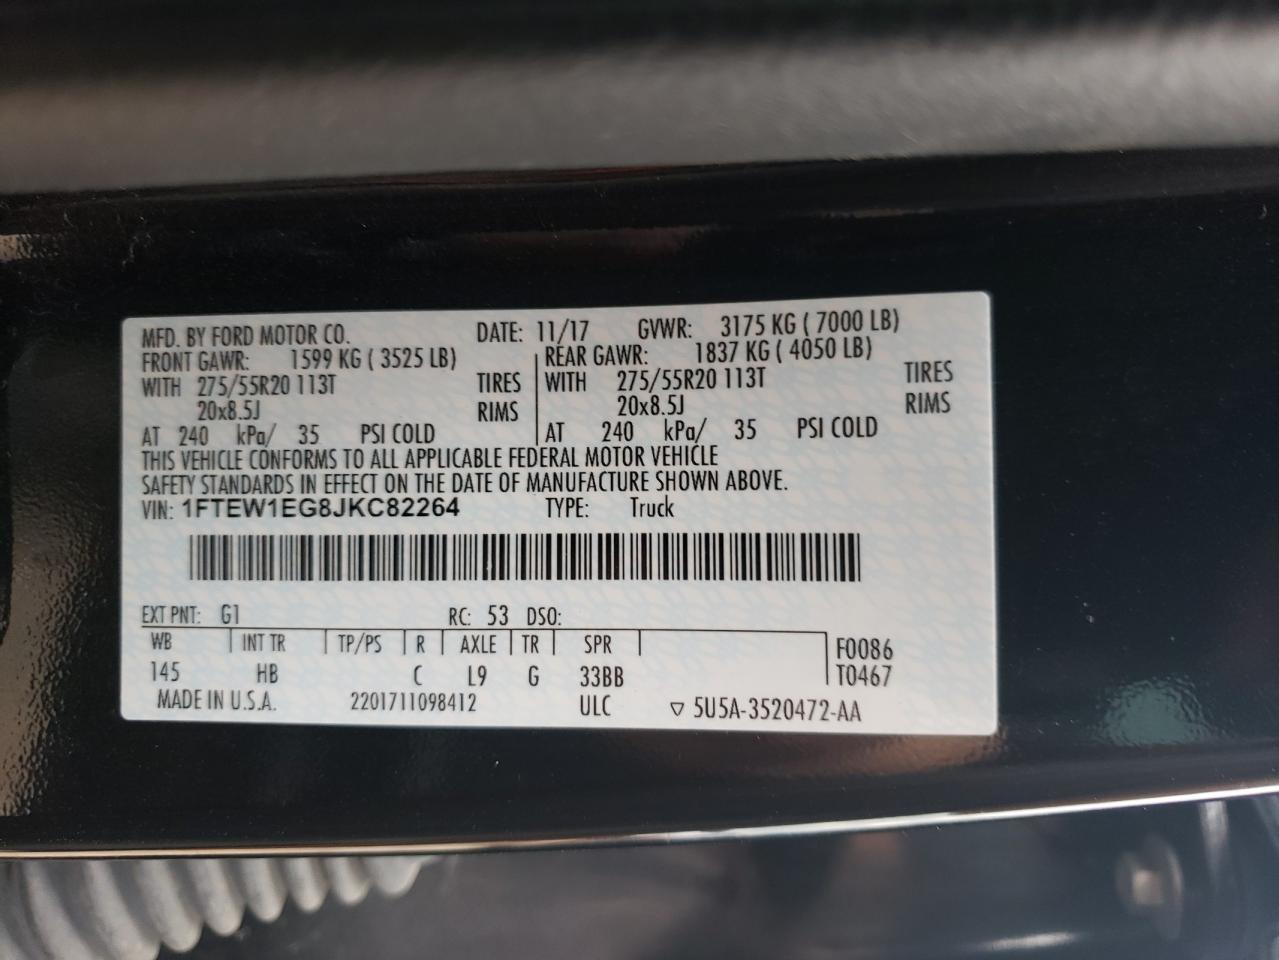 MFD. BY FORD MOTOR CO. DATE: 11/17 GVWR: 3175 KG ( 7000 LB)
FRONT GAWR: 1599 KG ( 3525 LB) REAR GAWR: 1837 KG ( 4050 LB)
WITH 275/55R20 113T TIRES WITH 275/55R20 113T TIRES
20x8.5J RIMS 20x8.5J RIMS
AT 240 kPa/ 35 PSI COLD AT 240 kPa/ 35 PSI COLD
THIS VEHICLE CONFORMS TO ALL APPLICABLE FEDERAL MOTOR VEHICLE
SAFETY STANDARDS IN EFFECT ON THE DATE OF MANUFACTURE SHOWN ABOVE.
VIN: 1FTEW1EG8JKC82264 TYPE: Truck
EXT PNT: G1 RC: 53 DSO:
WB INT TR TP/PS R AXLE TR SPR F0086
145 HB C L9 G 33BB T0467
MADE IN U.S.A. 2201711098412 ULC ▽ 5U5A-3520472-AA